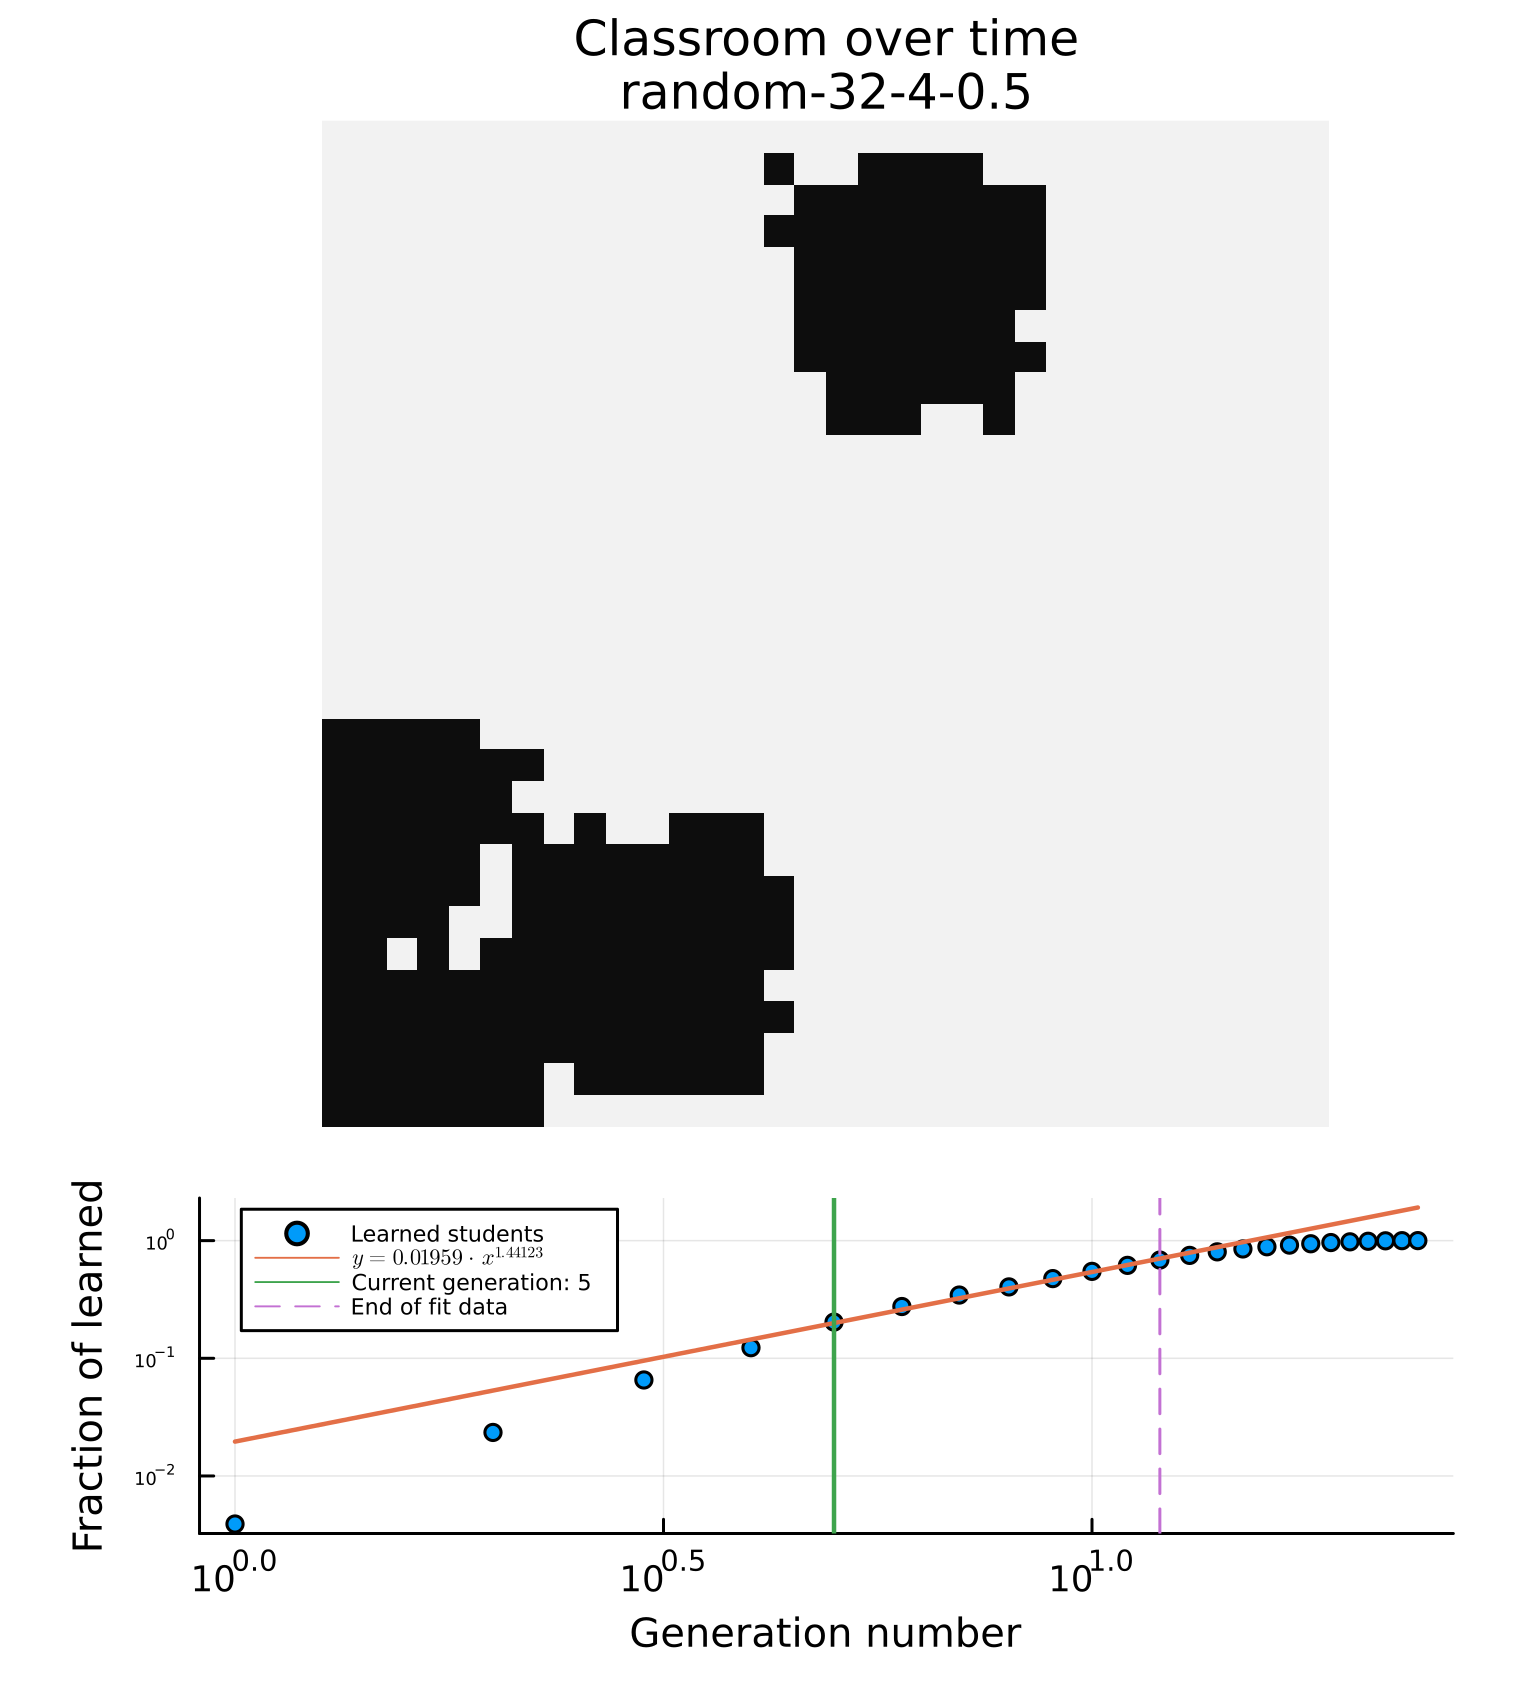 Classroom over time
random-32-4-0.5
Fraction of learned
10⁰
10⁻¹
10⁻²
Learned students
y = 0.01959 · x^1.44123
Current generation: 5
End of fit data
10^0.0
10^0.5
10^1.0
Generation number